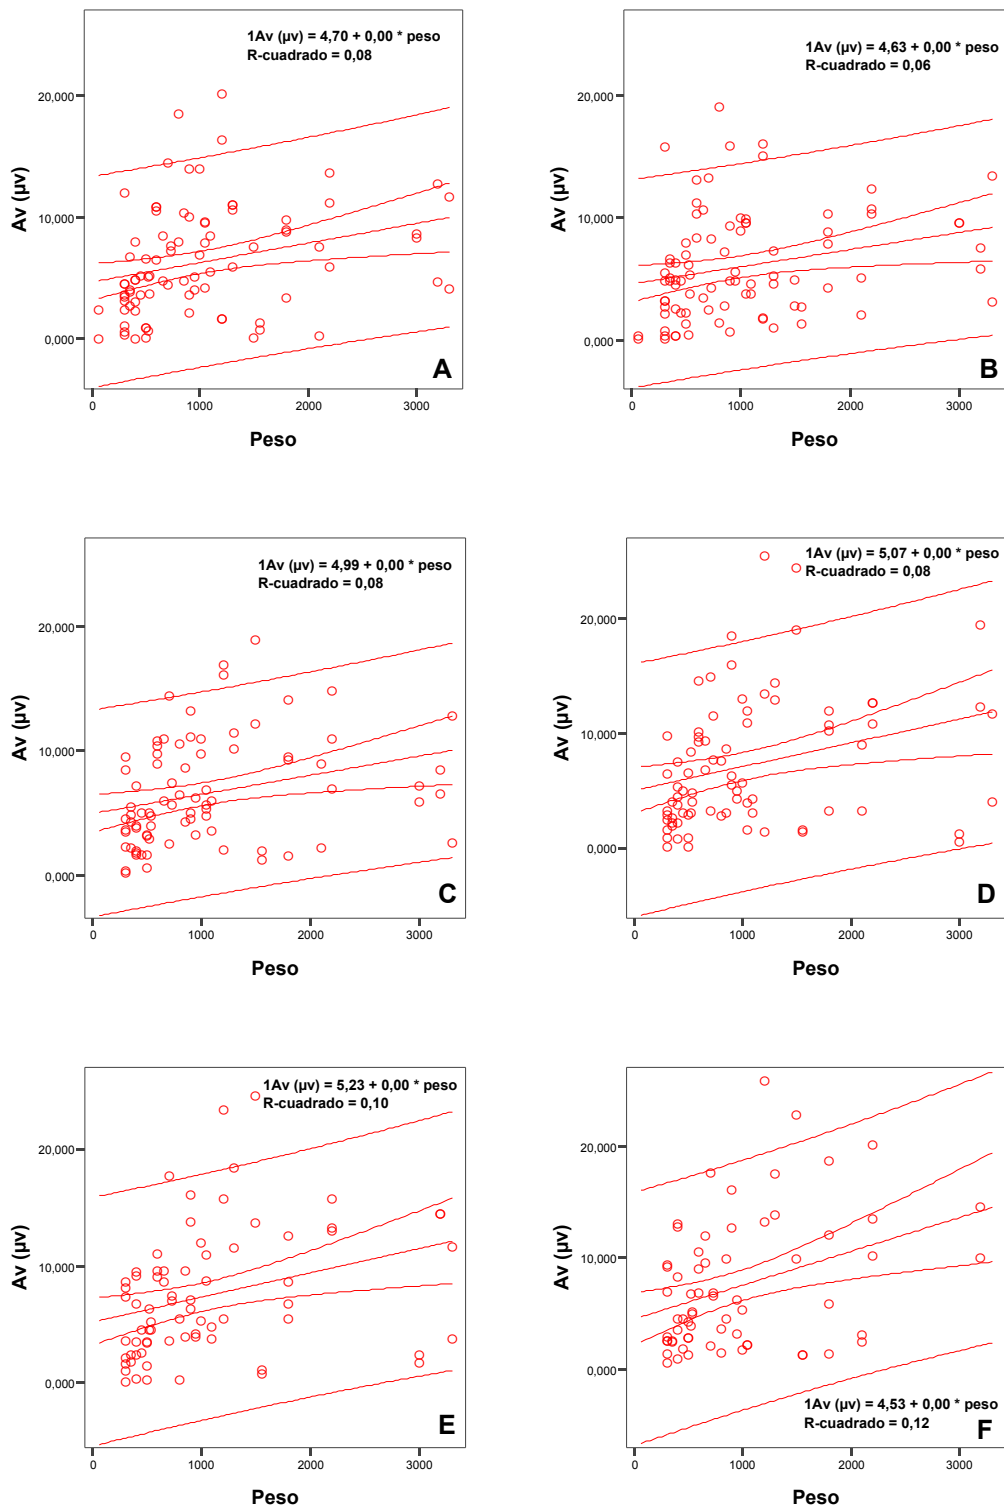 1Av (µv) = 4,70 + 0,00 * peso
R-cuadrado = 0,08
20,000
10,000
0,000
Av (µv)
A
0
1000
2000
3000
Peso
1Av (µv) = 4,63 + 0,00 * peso
R-cuadrado = 0,06
20,000
10,000
0,000
Av (µv)
B
0
1000
2000
3000
Peso
1Av (µv) = 4,99 + 0,00 * peso
R-cuadrado = 0,08
20,000
10,000
0,000
Av (µv)
C
0
1000
2000
3000
Peso
1Av (µv) = 5,07 + 0,00 * peso
R-cuadrado = 0,08
20,000
10,000
0,000
Av (µv)
D
0
1000
2000
3000
Peso
1Av (µv) = 5,23 + 0,00 * peso
R-cuadrado = 0,10
20,000
10,000
0,000
Av (µv)
E
0
1000
2000
3000
Peso
20,000
10,000
0,000
Av (µv)
1Av (µv) = 4,53 + 0,00 * peso
R-cuadrado = 0,12
F
0
1000
2000
3000
Peso